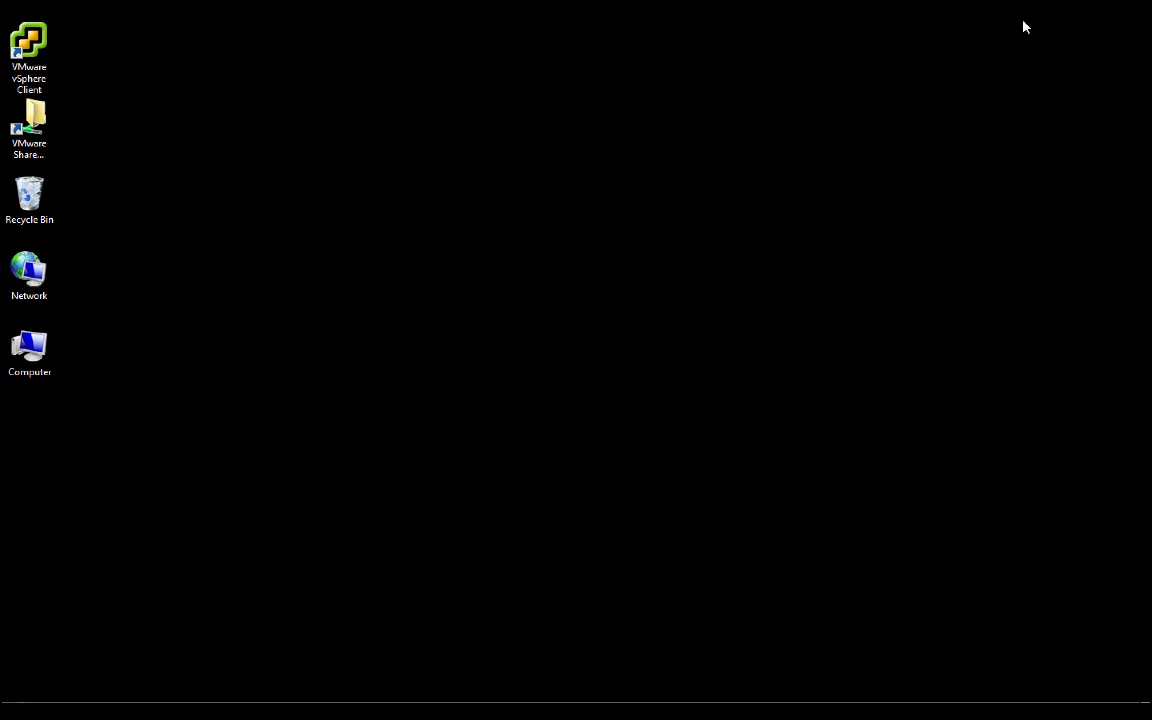 VMware
vSphere
Client
VMware
Share...
Recycle Bin
Network
Computer